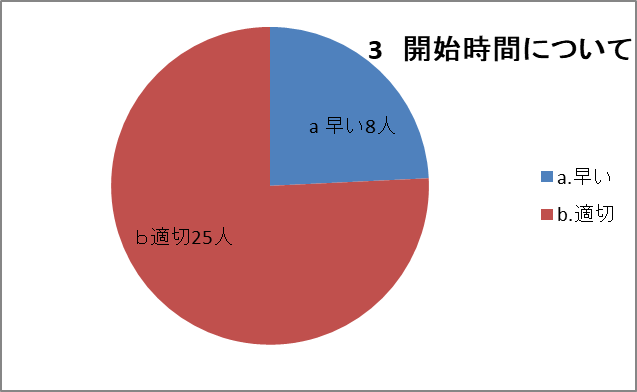 3 開始時間について
a 早い8人
b適切25人
a.早い
b.適切